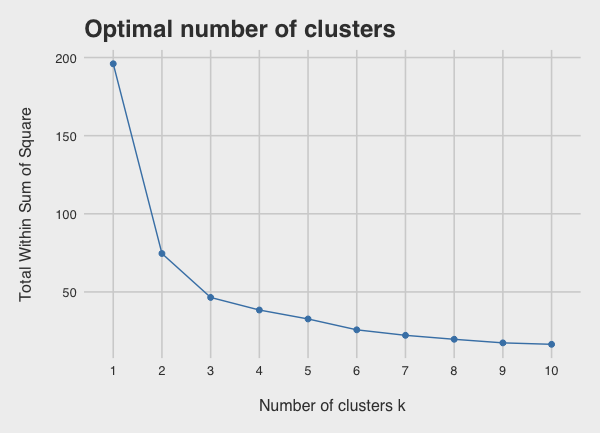 Optimal number of clusters
Total Within Sum of Square
200
150
100
50
1 2 3 4 5 6 7 8 9 10
Number of clusters k